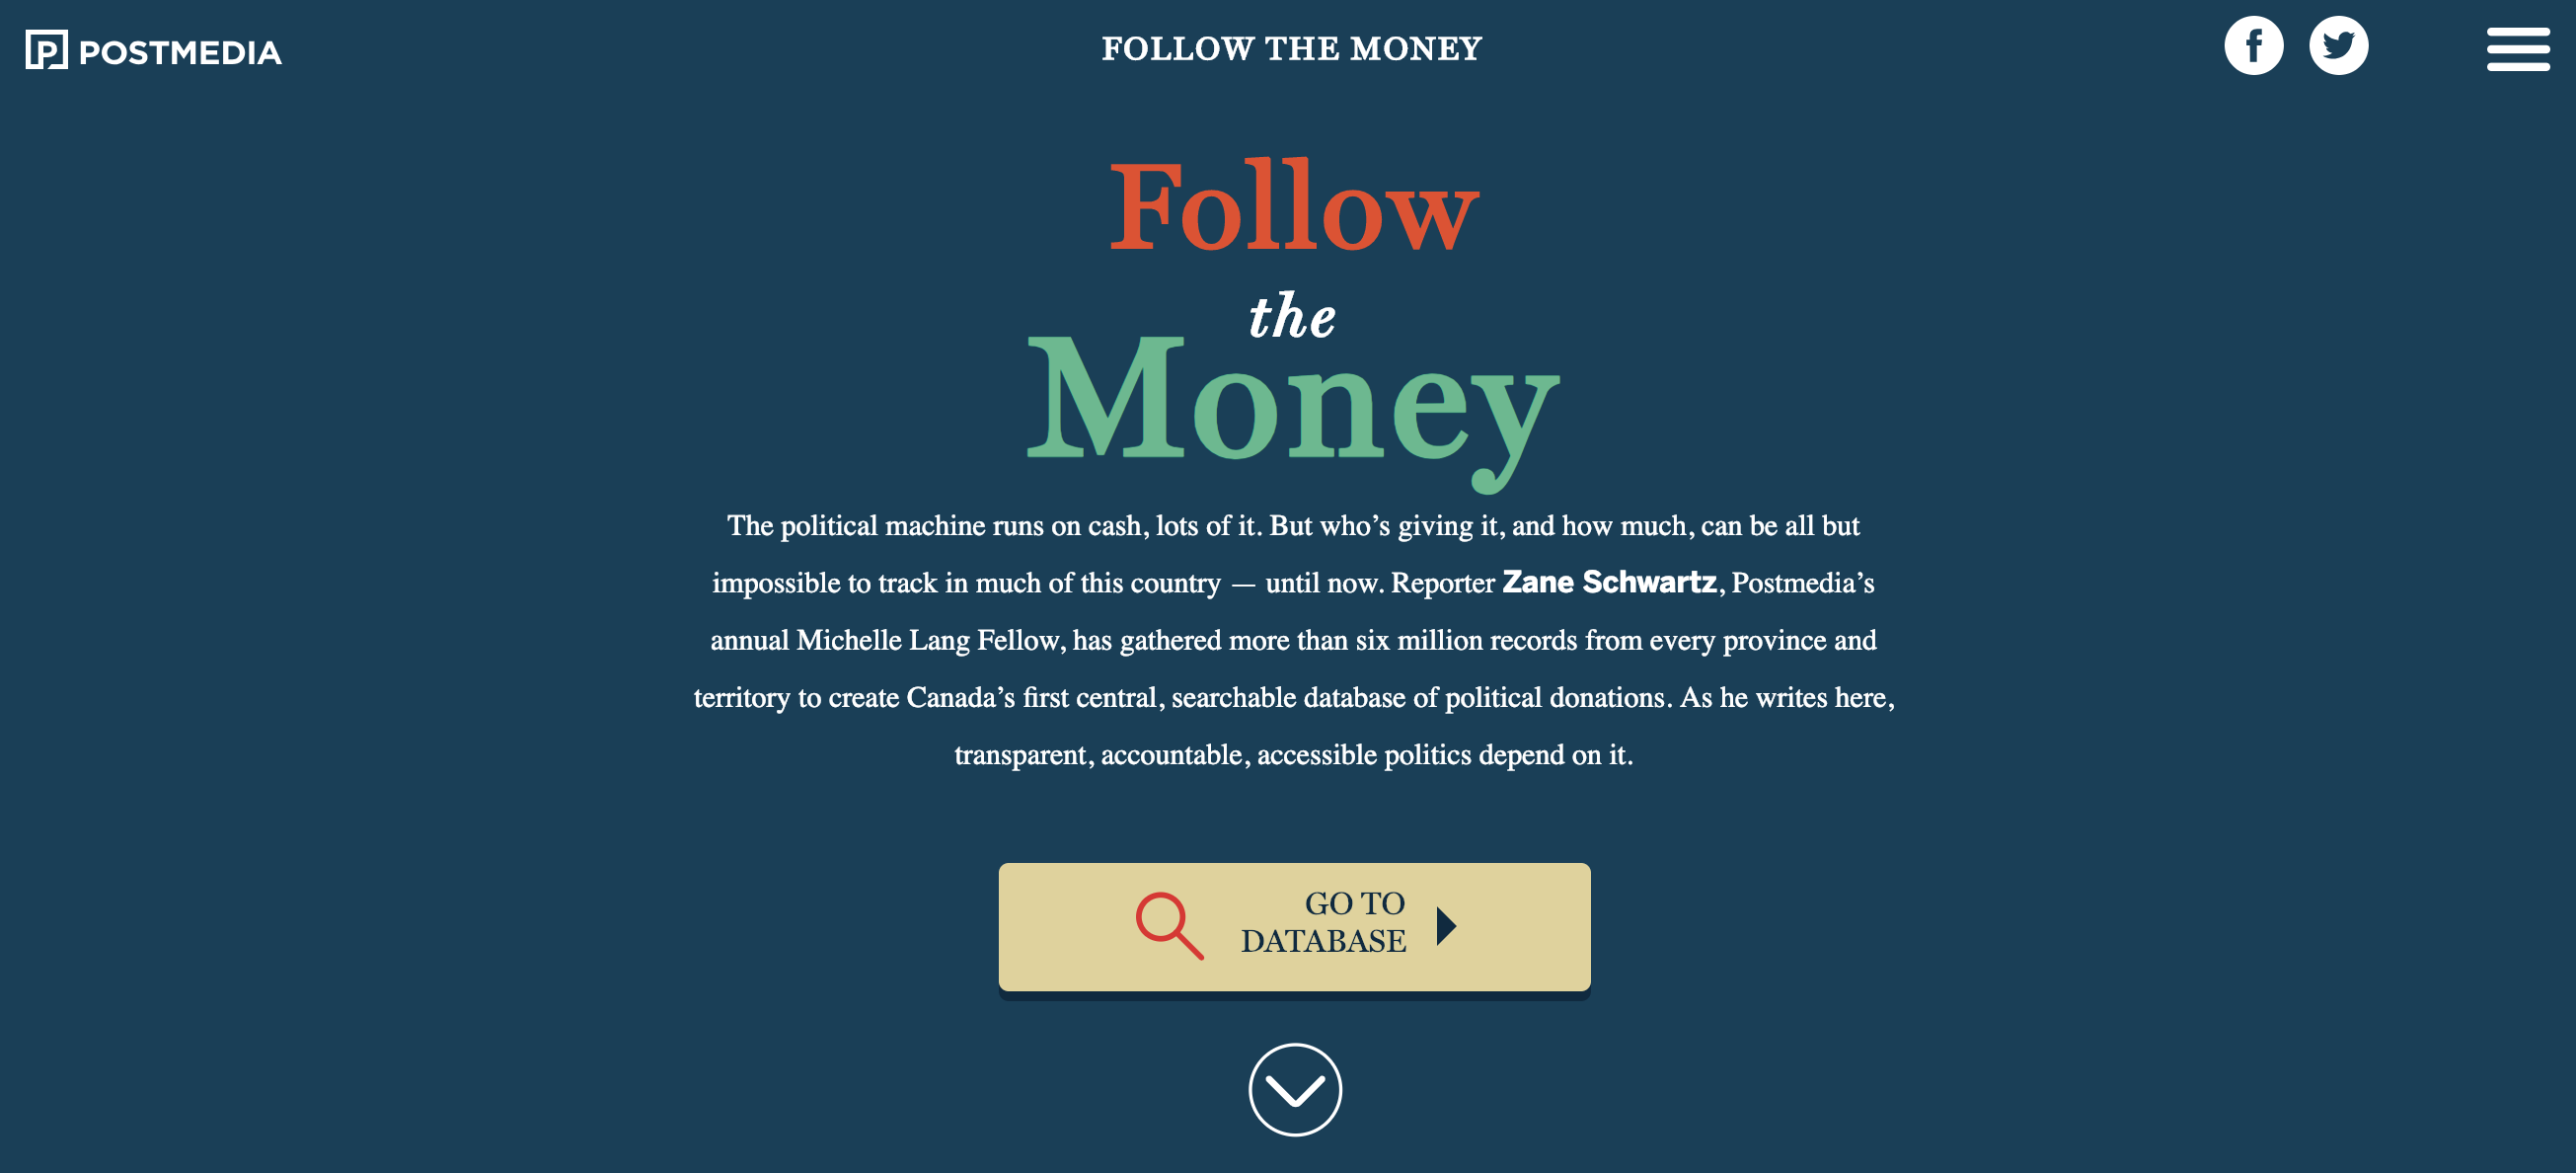 POSTMEDIA
FOLLOW THE MONEY
Follow
the
Money
The political machine runs on cash, lots of it. But who’s giving it, and how much, can be all but
impossible to track in much of this country — until now. Reporter Zane Schwartz, Postmedia’s
annual Michelle Lang Fellow, has gathered more than six million records from every province and
territory to create Canada’s first central, searchable database of political donations. As he writes here,
transparent, accountable, accessible politics depend on it.
GO TO
DATABASE